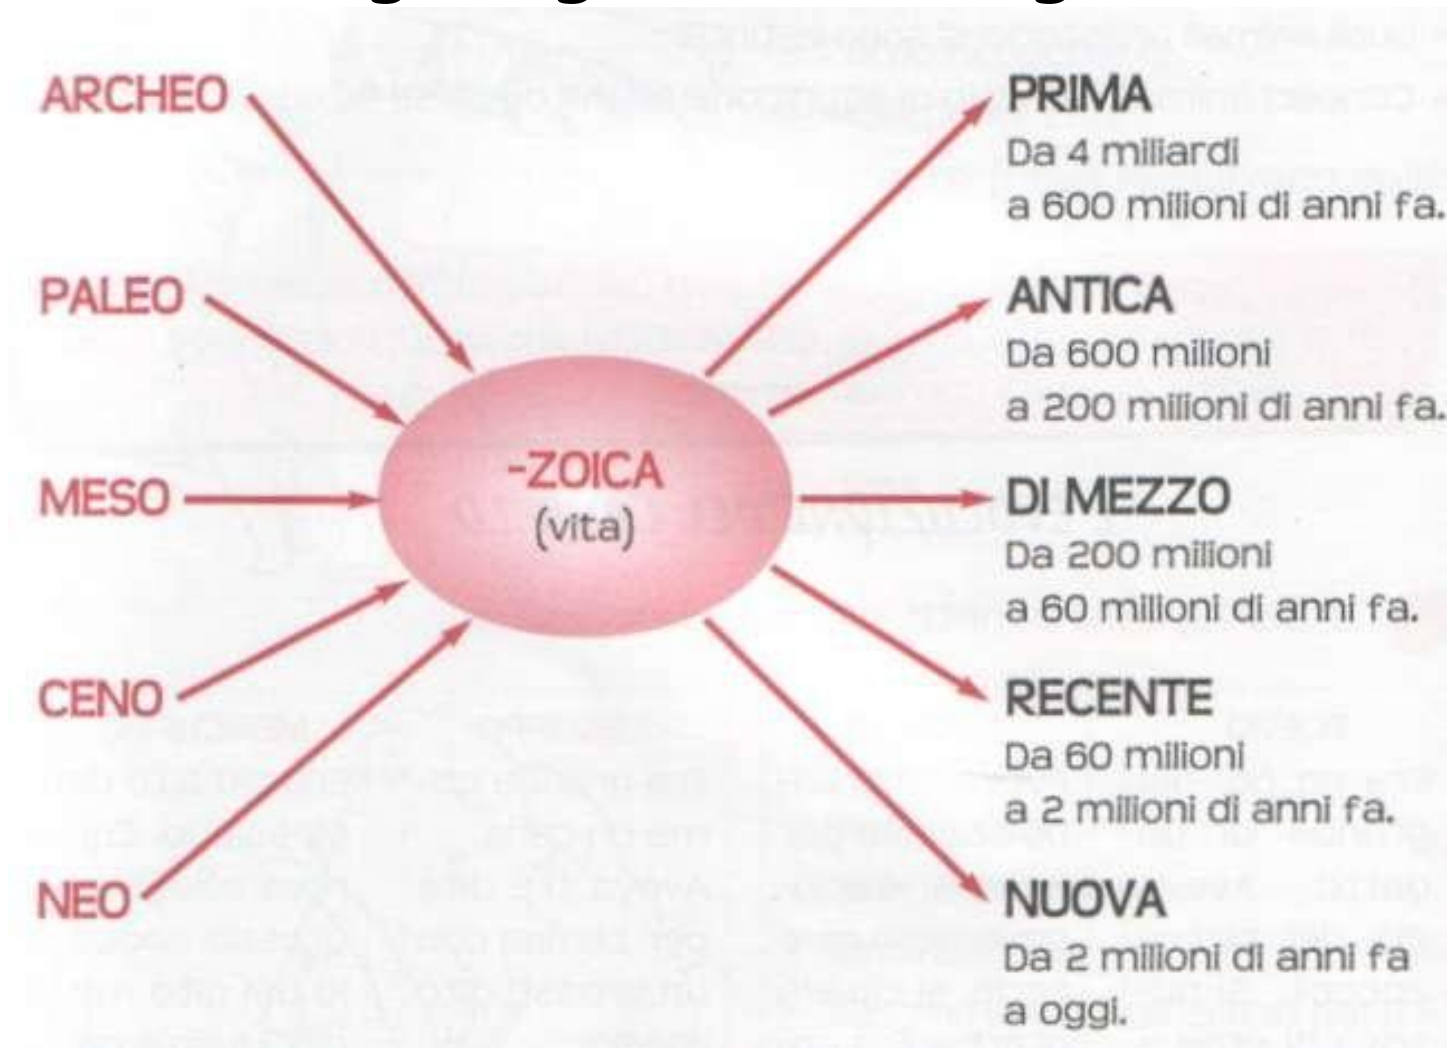 ARCHEO
PALEO
MESO
CENO
NEO
-ZOICA
(vita)
PRIMA
Da 4 miliardi
a 600 milioni di anni fa.
ANTICA
Da 600 milioni
a 200 milioni di anni fa.
DI MEZZO
Da 200 milioni
a 60 milioni di anni fa.
RECENTE
Da 60 milioni
a 2 milioni di anni fa.
NUOVA
Da 2 milioni di anni fa
a oggi.